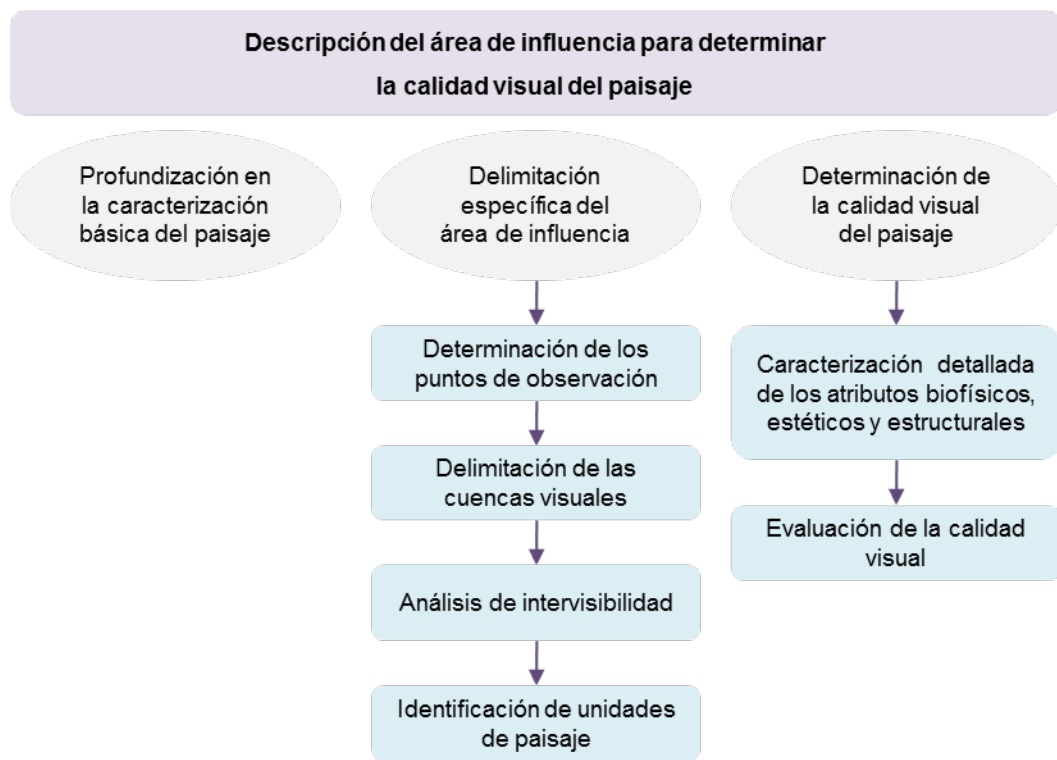 Descripción del área de influencia para determinar
la calidad visual del paisaje
Profundización en
la caracterización
básica del paisaje
Delimitación
específica del
área de influencia
Determinación de
la calidad visual
del paisaje
Determinación de los
puntos de observación
Delimitación de las
cuencas visuales
Análisis de intervisibilidad
Identificación de unidades
de paisaje
Caracterización detallada
de los atributos biofísicos,
estéticos y estructurales
Evaluación de la calidad
visual